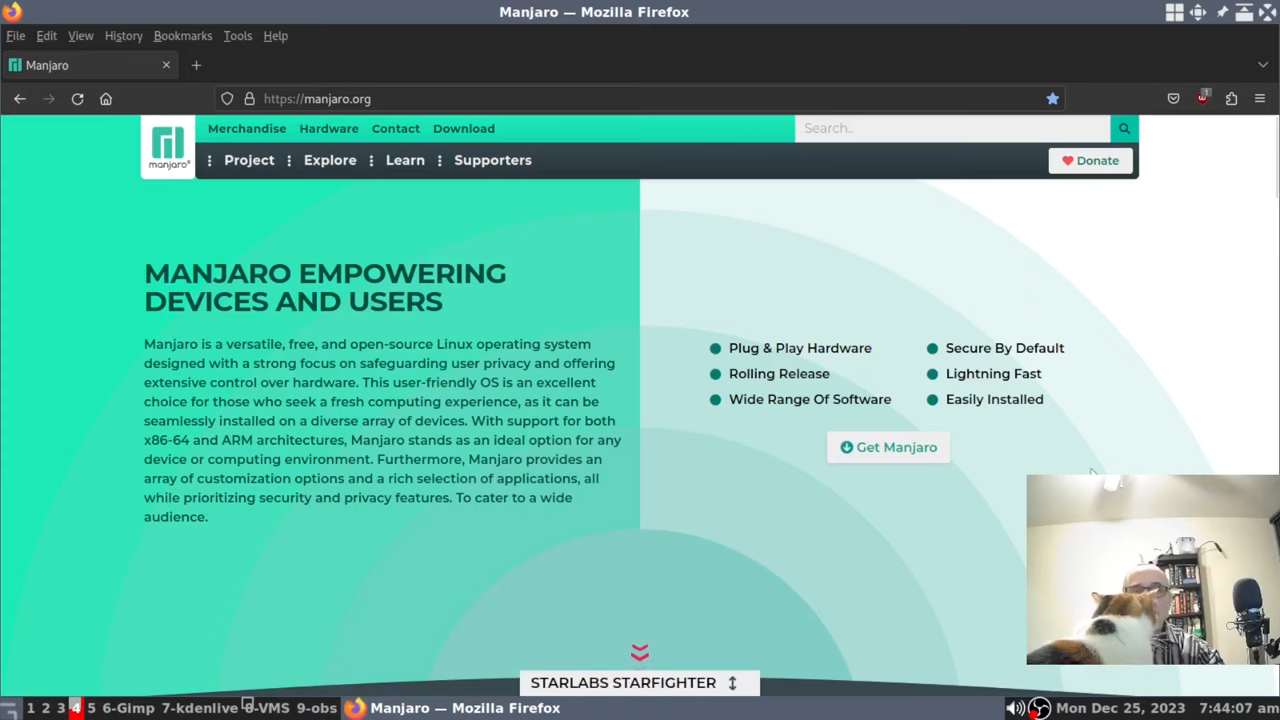 Manjaro — Mozilla Firefox
File Edit View History Bookmarks Tools Help
Manjaro
https://manjaro.org
1
Merchandise Hardware Contact Download
Search..
manjaro
Project Explore Learn Supporters
Donate
MANJARO EMPOWERING
DEVICES AND USERS
Manjaro is a versatile, free, and open-source Linux operating system
designed with a strong focus on safeguarding user privacy and offering
extensive control over hardware. This user-friendly OS is an excellent
choice for those who seek a fresh computing experience, as it can be
seamlessly installed on a diverse array of devices. With support for both
x86-64 and ARM architectures, Manjaro stands as an ideal option for any
device or computing environment. Furthermore, Manjaro provides an
array of customization options and a rich selection of applications, all
while prioritizing security and privacy features. To cater to a wide
audience.
Plug & Play Hardware
Secure By Default
Rolling Release
Lightning Fast
Wide Range Of Software
Easily Installed
Get Manjaro
STARLABS STARFIGHTER
1 2 3 4 5 6-Gimp 7-kdenlive 8-VMS 9-obs Manjaro — Mozilla Firefox Mon Dec 25, 2023 7:44:07 am